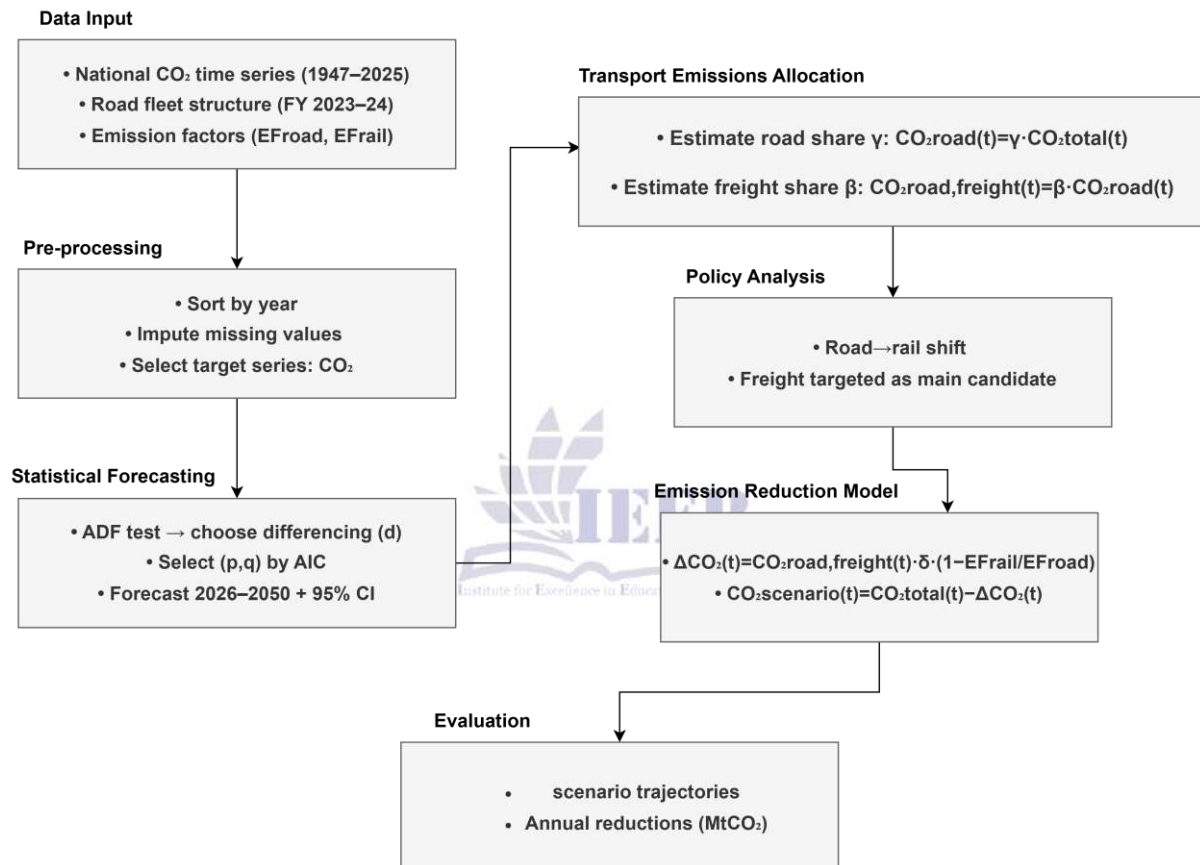 Data Input
• National CO₂ time series (1947–2025)
• Road fleet structure (FY 2023–24)
• Emission factors (EFroad, EFrail)
Pre-processing
• Sort by year
• Impute missing values
• Select target series: CO₂
Statistical Forecasting
• ADF test → choose differencing (d)
• Select (p,q) by AIC
• Forecast 2026–2050 + 95% CI
Transport Emissions Allocation
• Estimate road share γ: CO₂road(t)=γ·CO₂total(t)
• Estimate freight share β: CO₂road,freight(t)=β·CO₂road(t)
Policy Analysis
• Road→rail shift
• Freight targeted as main candidate
Emission Reduction Model
• ΔCO₂(t)=CO₂road,freight(t)·δ·(1−EFrail/EFroad)
• CO₂scenario(t)=CO₂total(t)−ΔCO₂(t)
Evaluation
• scenario trajectories
• Annual reductions (MtCO₂)
Institute for Excellence in